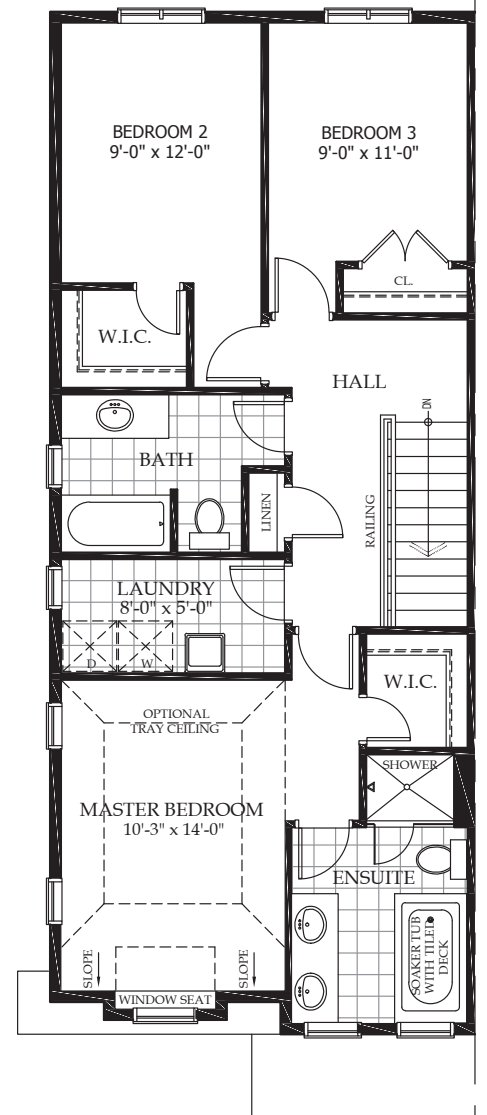 BEDROOM 2
9'-0" x 12'-0"
BEDROOM 3
9'-0" x 11'-0"
CL.
W.I.C.
HALL
DN
BATH
LINEN
RAILING
LAUNDRY
8'-0" x 5'-0"
D
W
W.I.C.
OPTIONAL
TRAY CEILING
SHOWER
MASTER BEDROOM
10'-3" x 14'-0"
ENSUITE
SOAKER TUB
WITH TILED
DECK
SLOPE
SLOPE
WINDOW SEAT